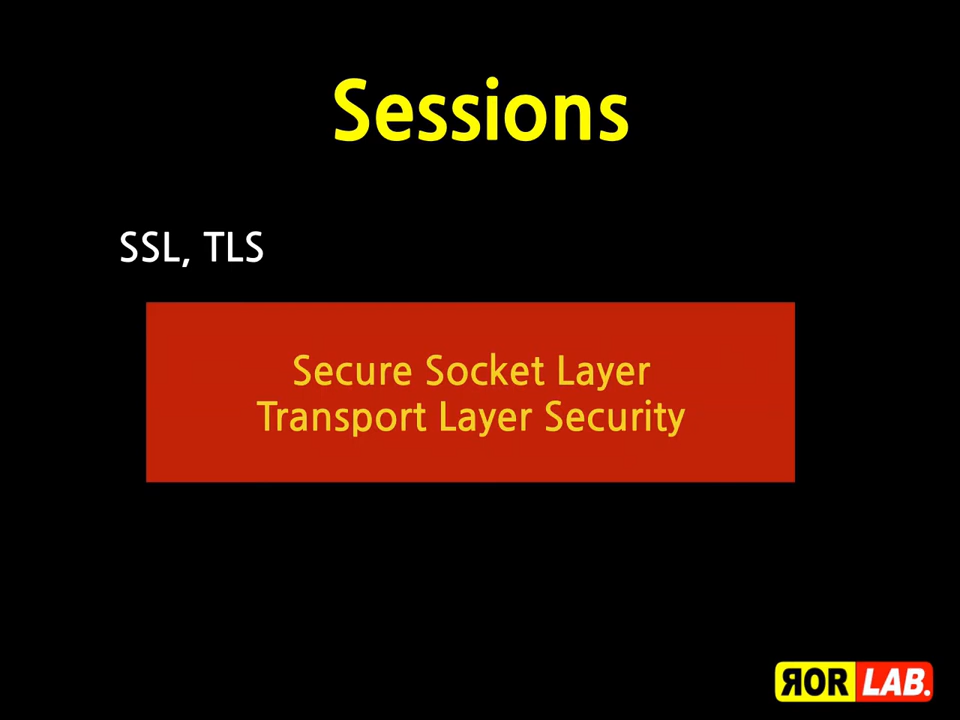 Sessions
SSL, TLS
Secure Socket Layer
Transport Layer Security
ЯOR LAB.